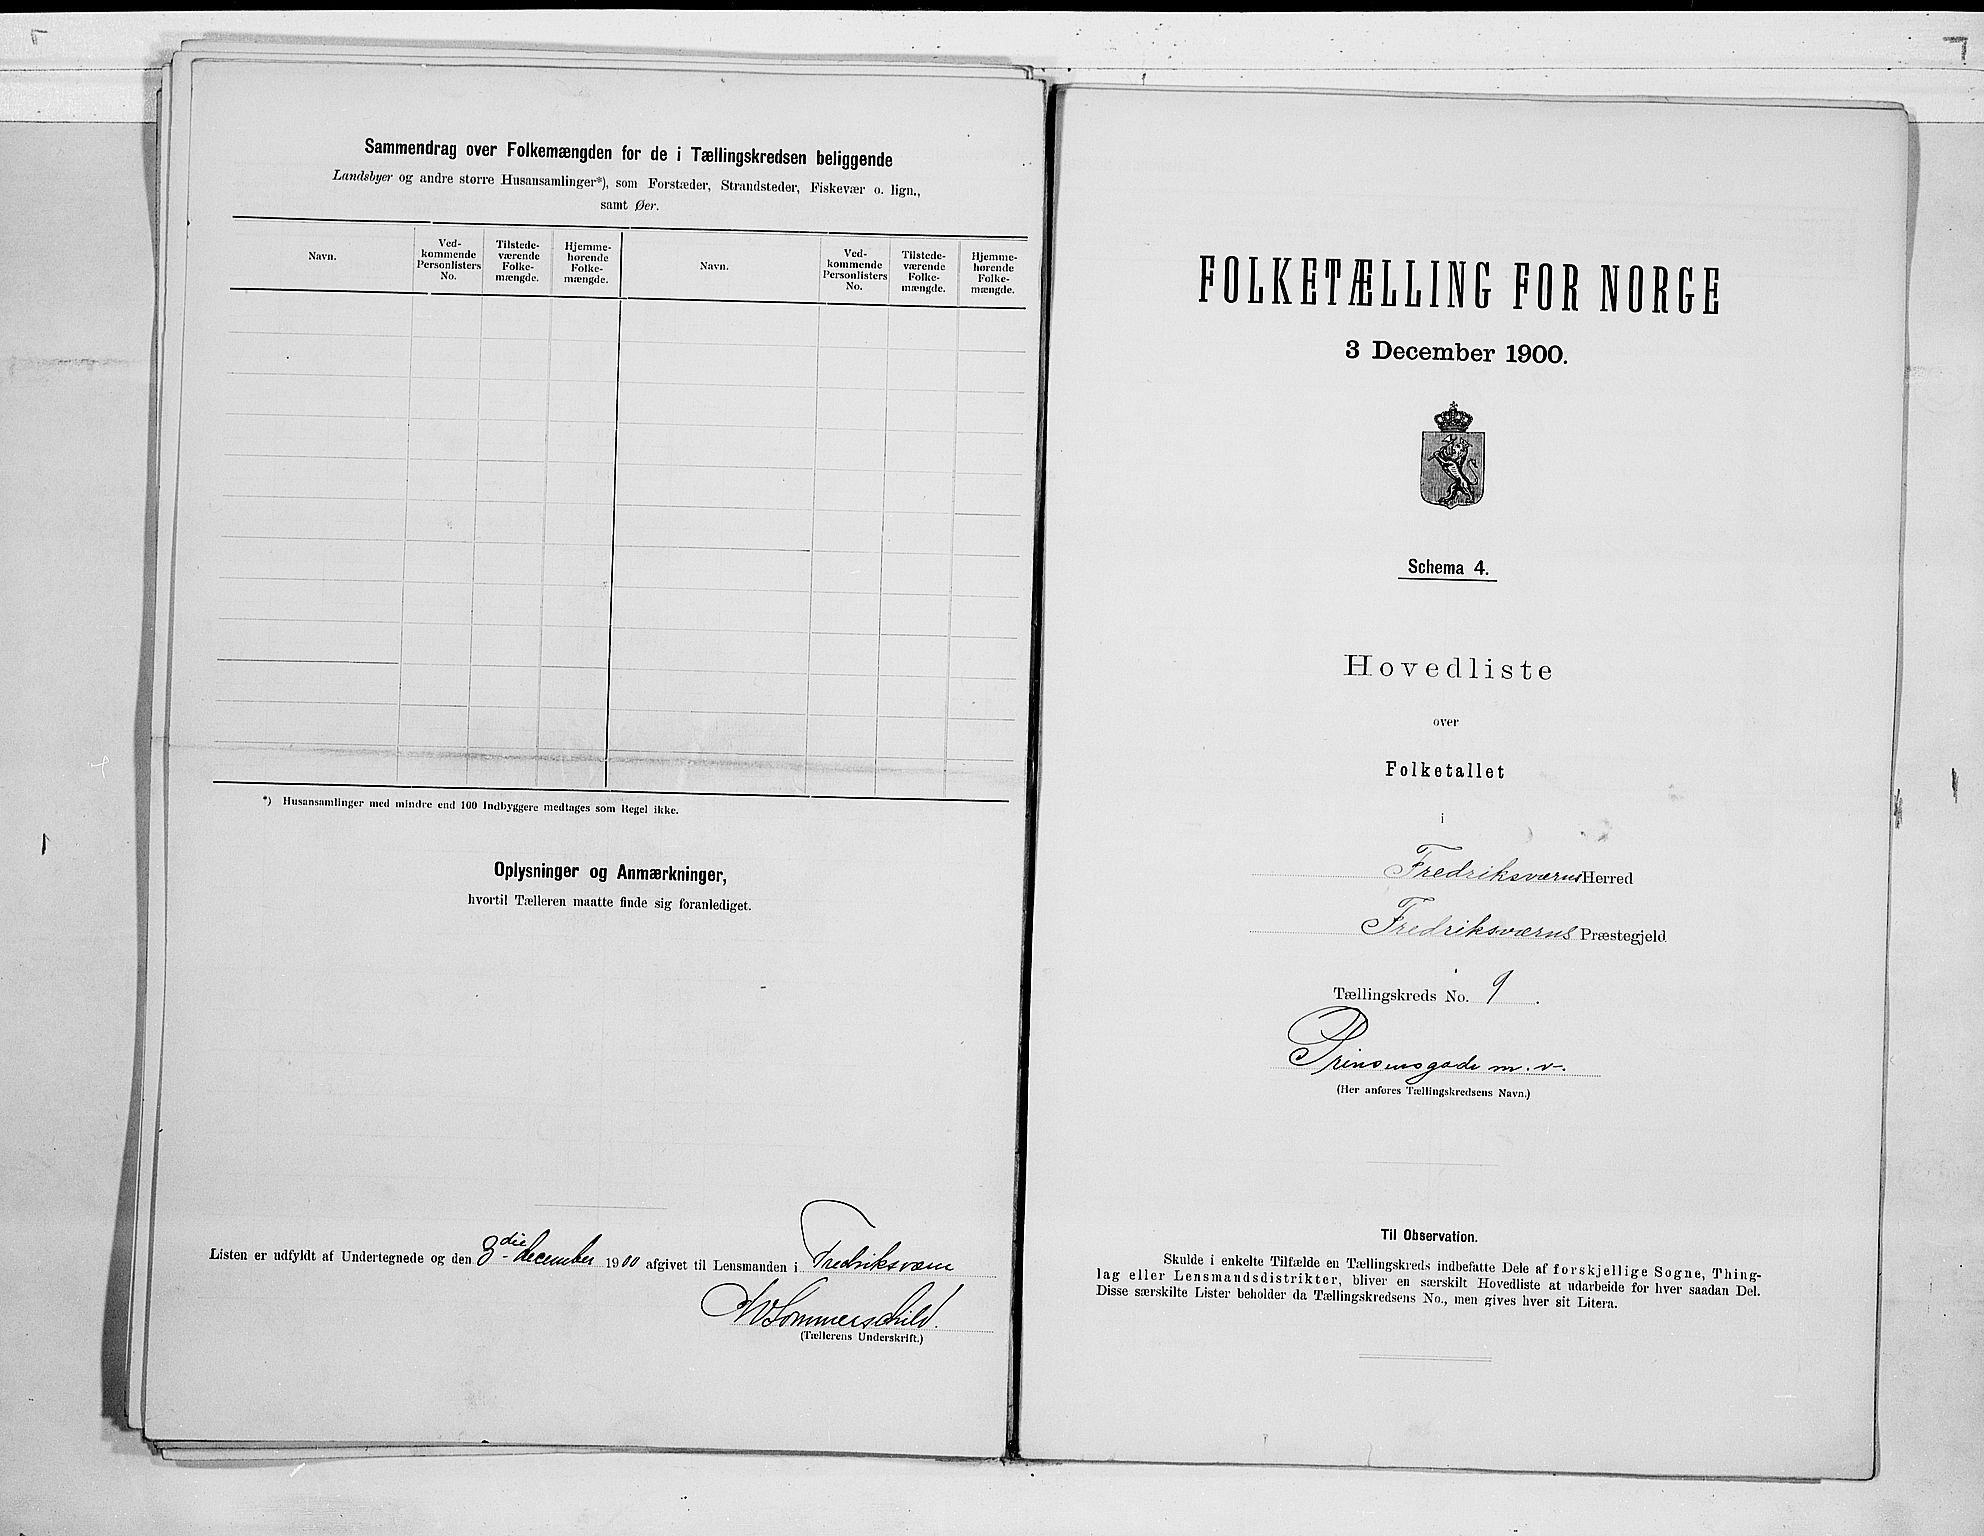 Sammendrag over Folkemængden for de i Tællingskredsen beliggende
Landsbyer og andre større Husansamlinger*), som Forstæder, Strandsteder, Fiskevær o. lign.,
samt Øer.
Navn.
Ved-
kommende
Personlisters
No.
Tilstede-
værende
Folke-
mængde.
Hjemme-
hørende
Folke-
mængde.
Navn.
Ved-
kommende
Personlisters
No.
Tilstede-
værende
Folke-
mængde.
Hjemme-
hørende
Folke-
mængde.
*) Husansamlinger med mindre end 100 Indbyggere medtages som Regel ikke.
Oplysninger og Anmærkninger,
hvortil Tælleren maatte finde sig foranlediget.
Listen er udfyldt af Undertegnede og den 3die december 1900 afgivet til Lensmanden i Fredriksværn
Sommerschild.
(Tællerens Underskrift.)
FOLKETÆLLING FOR NORGE
3 December 1900.
Schema 4.
Hovedliste
over
Folketallet
i
Fredriksværns Herred
Fredriksværns Præstegjeld
Tællingskreds No. 9.
Prinsensgade m. v.
(Her anføres Tællingskredsens Navn.)
Til Observation.
Skulde i enkelte Tilfælde en Tællingskreds indbefatte Dele af forskjellige Sogne, Thing-
lag eller Lensmandsdistrikter, bliver en særskilt Hovedliste at udarbeide for hver saadan Del.
Disse særskilte Lister beholder da Tællingskredsens No., men gives hver sit Litera.